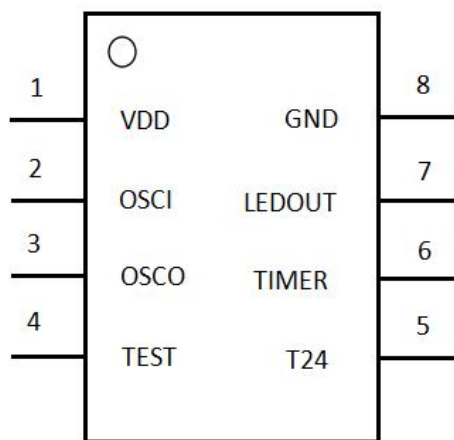 1 VDD GND 8
2 OSCI LEDOUT 7
3 OSCO TIMER 6
4 TEST T24 5